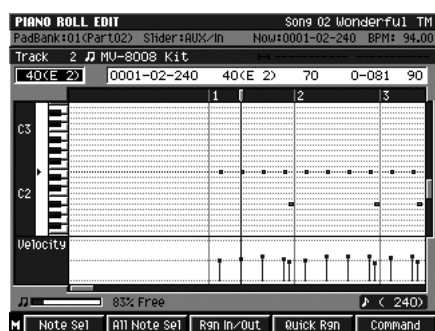 PIANO ROLL EDIT Song 02 Wonderful TM
PadBank:01(Part02) Slider:AUX/In Now:0001-02-240 BPM: 94.00
Track 2 MV-8008 Kit
40(E 2) 0001-02-240 40(E 2) 70 0-081 90
1 2 3
C3
C2
Velocity
83% Free ( 240)
M Note Sel All Note Sel Rgn In/Out Quick Rgn Command